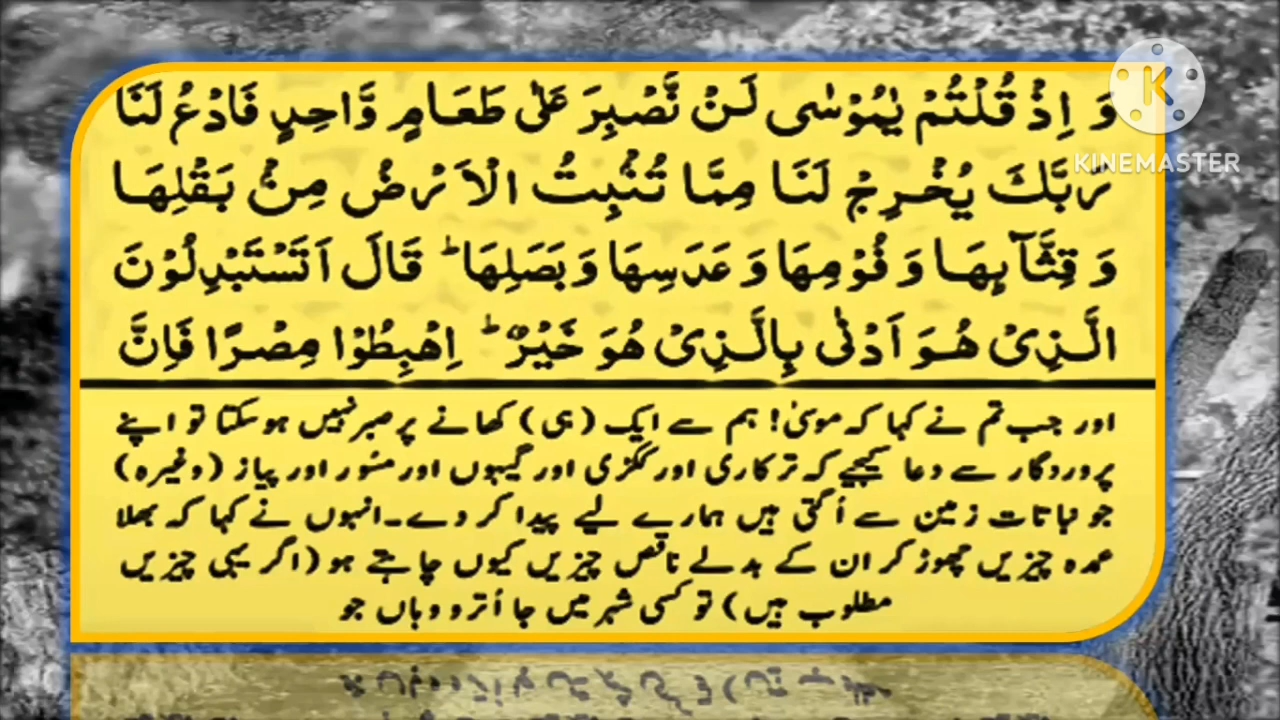 وَ اِذۡ قُلۡتُمۡ یٰمُوۡسٰی لَنۡ نَّصۡبِرَ عَلٰی طَعَامٍ وَّاحِدٍ فَادۡعُ لَنَا
رَبَّكَ یُخۡرِجۡ لَنَا مِمَّا تُنۡۢبِتُ الۡاَرۡضُ مِنۡۢ بَقۡلِهَا
وَ قِثَّآىِٕهَا وَ فُوۡمِهَا وَ عَدَسِهَا وَ بَصَلِهَا ؕ قَالَ اَتَسۡتَبۡدِلُوۡنَ
الَّذِیۡ هُوَ اَدۡنٰی بِالَّذِیۡ هُوَ خَیۡرٌ ؕ اِهۡبِطُوۡا مِصۡرًا فَاِنَّ
اور جب تم نے کہا کہ موسیٰ! ہم سے ایک (ہی) کھانے پر صبر نہیں ہو سکتا تو اپنے
پروردگار سے دعا کیجیے کہ ترکاری اور ککڑی اور گیہوں اور مسُور اور پیاز (وغیرہ)
جو نباتات زمین سے اُگتی ہیں ہمارے لیے پیدا کر دے۔ انہوں نے کہا کہ بھلا
عمدہ چیزیں چھوڑ کر ان کے بدلے ناقص چیزیں کیوں چاہتے ہو (اگر یہی چیزیں
مطلوب ہیں) تو کسی شہر میں جا اُترو وہاں جو
KINEMASTER